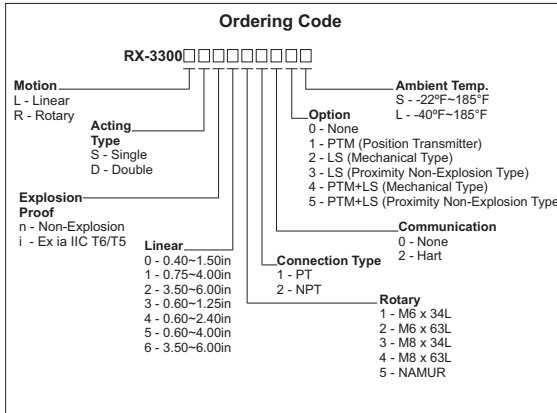 Ordering Code
RX-3300□□□□□□□□□
Motion
L - Linear
R - Rotary
Acting
Type
S - Single
D - Double
Explosion
Proof
n - Non-Explosion
i - Ex ia IIC T6/T5
Linear
0 - 0.40~1.50in
1 - 0.75~4.00in
2 - 3.50~6.00in
3 - 0.60~1.25in
4 - 0.60~2.40in
5 - 0.60~4.00in
6 - 3.50~6.00in
Rotary
1 - M6 x 34L
2 - M6 x 63L
3 - M8 x 34L
4 - M8 x 63L
5 - NAMUR
Connection Type
1 - PT
2 - NPT
Communication
0 - None
2 - Hart
Option
0 - None
1 - PTM (Position Transmitter)
2 - LS (Mechanical Type)
3 - LS (Proximity Non-Explosion Type)
4 - PTM+LS (Mechanical Type)
5 - PTM+LS (Proximity Non-Explosion Type
Ambient Temp.
S - -22ºF~185°F
L - -40ºF~185°F